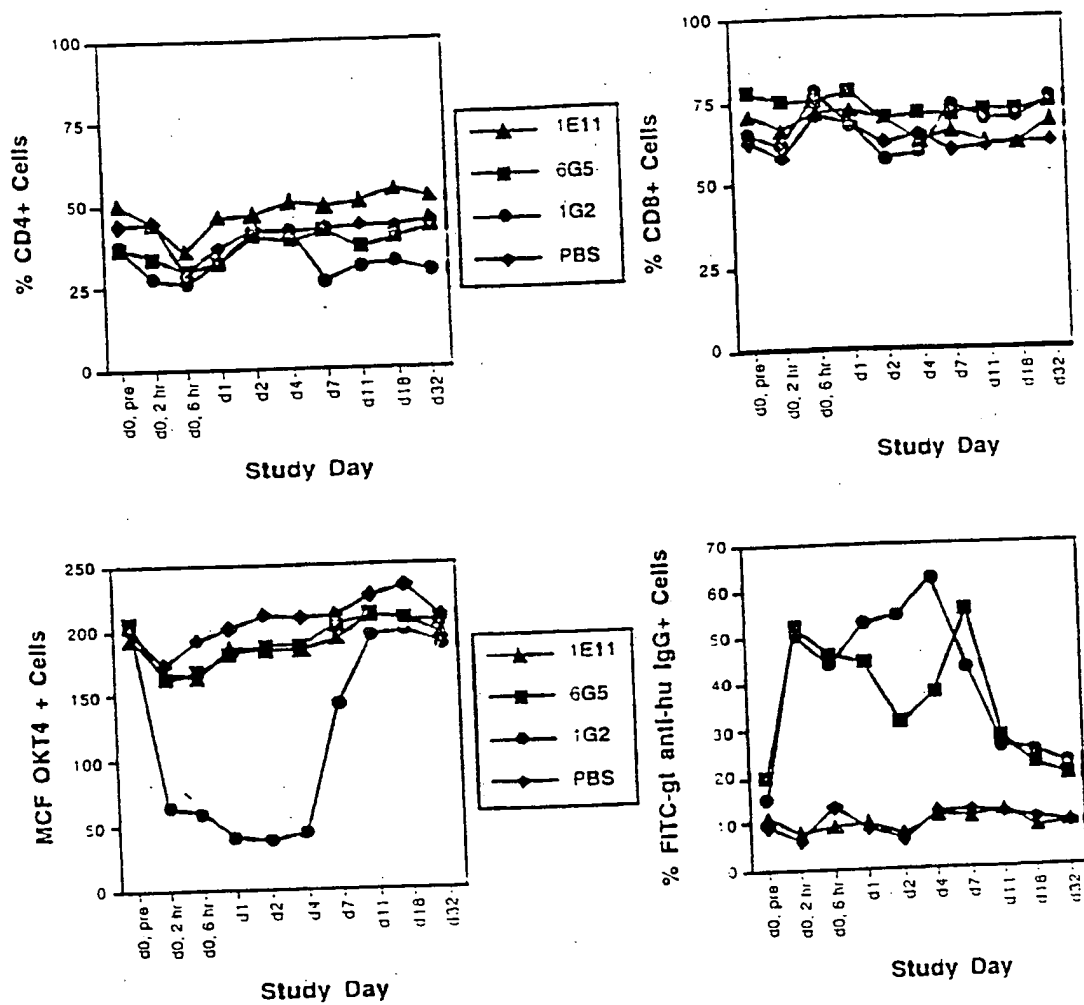 100
75
50
25
0
% CD4+ Cells
d0, pre
d0, 2 hr
d0, 6 hr
d1
d2
d4
d7
d11
d18
d32
Study Day
1E11
6G5
1G2
PBS
100
75
50
25
0
% CD8+ Cells
d0, pre
d0, 2 hr
d0, 6 hr
d1
d2
d4
d7
d11
d18
d32
Study Day
250
200
150
100
50
0
MCF OKT4 + Cells
d0, pre
d0, 2 hr
d0, 6 hr
d1
d2
d4
d7
d11
d18
d32
Study Day
1E11
6G5
1G2
PBS
70
60
50
40
30
20
10
0
% FITC-gt anti-hu IgG+ Cells
d0, pre
d0, 2 hr
d0, 6 hr
d1
d2
d4
d7
d11
d18
d32
Study Day